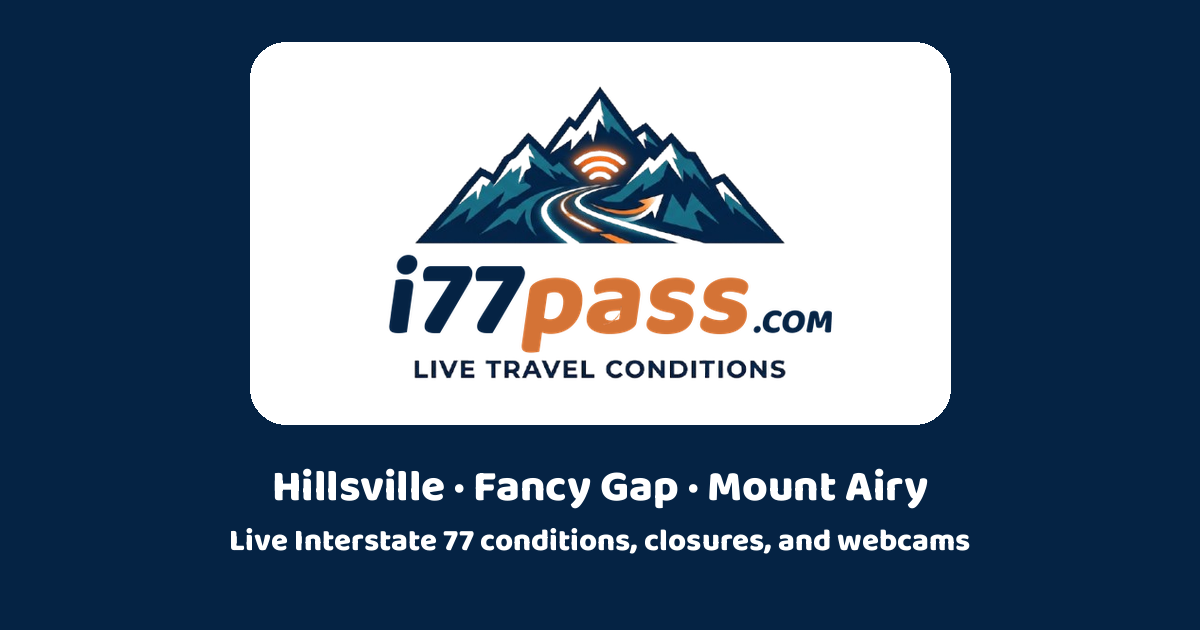 i77pass.COM
LIVE TRAVEL CONDITIONS
Hillsville · Fancy Gap · Mount Airy
Live Interstate 77 conditions, closures, and webcams